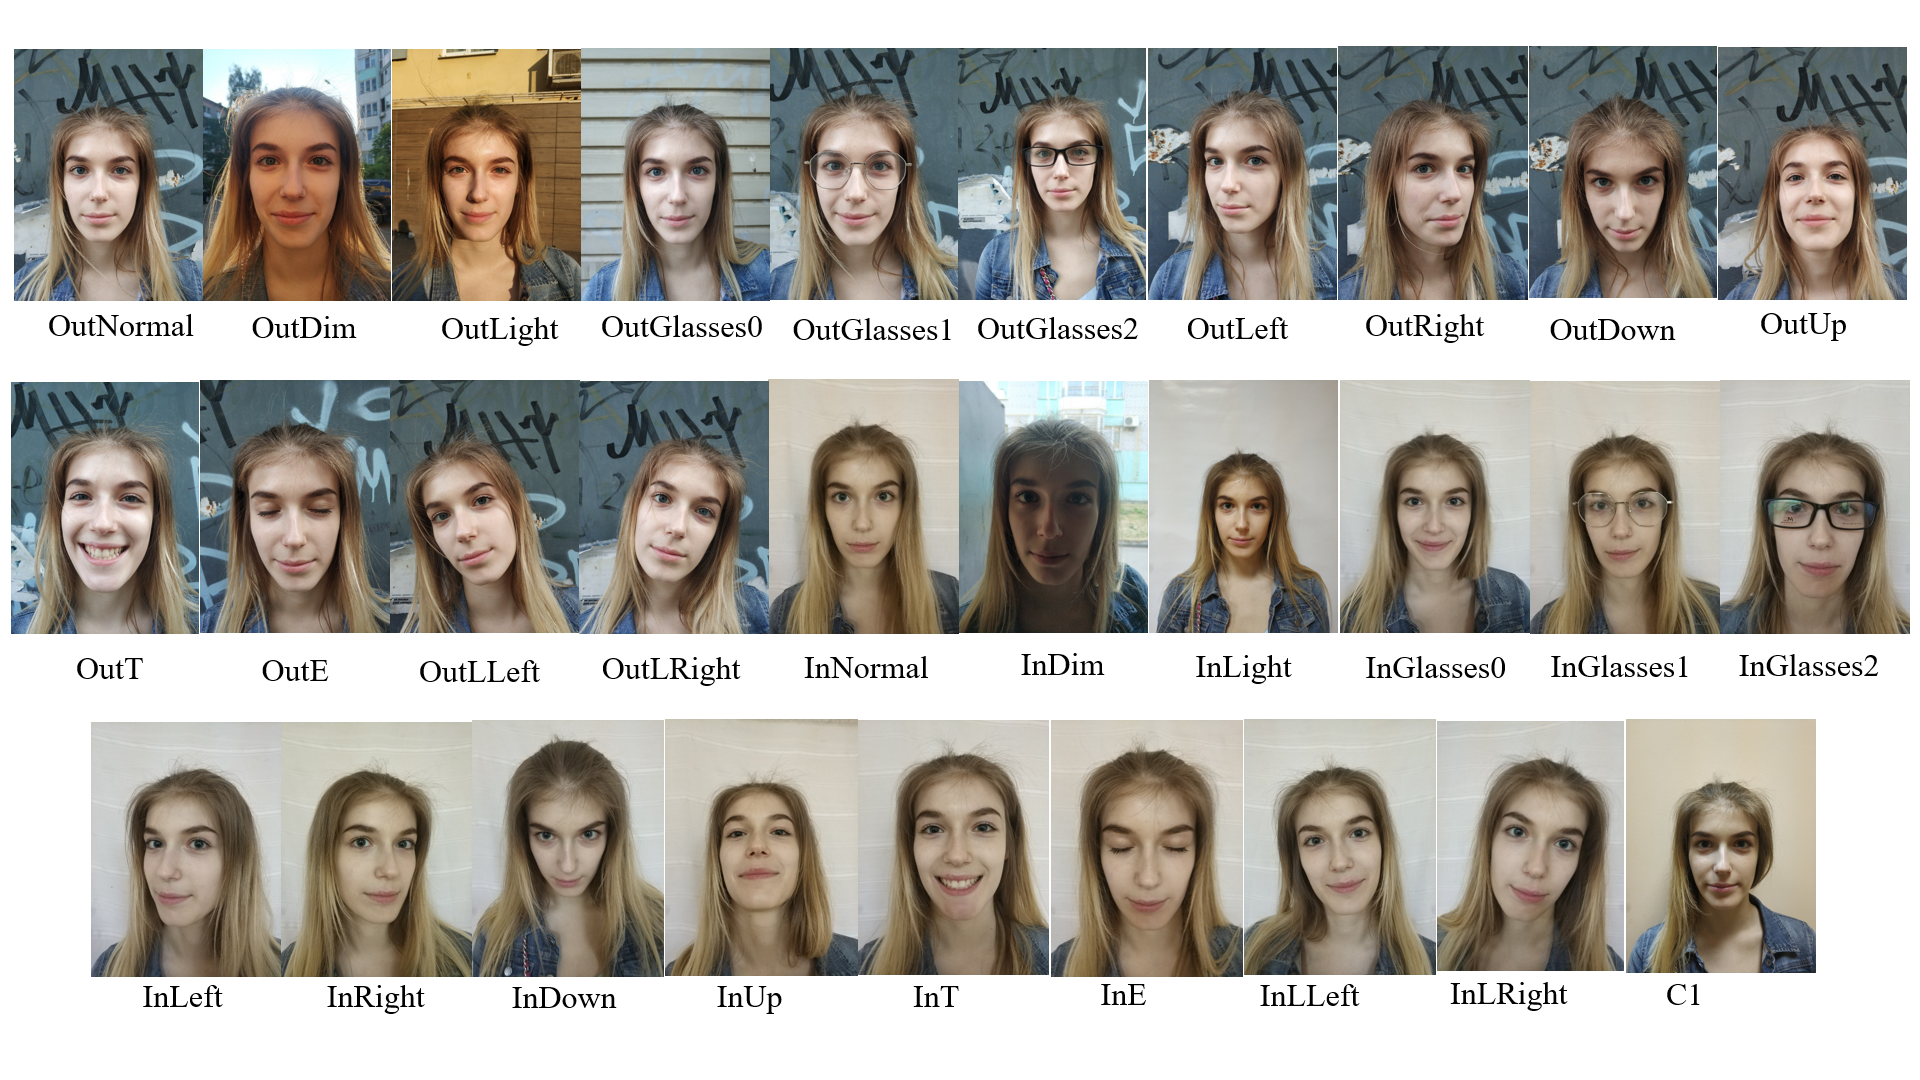 OutNormal OutDim OutLight OutGlasses0 OutGlasses1 OutGlasses2 OutLeft OutRight OutDown OutUp
OutT OutE OutLLeft OutLRight InNormal InDim InLight InGlasses0 InGlasses1 InGlasses2
InLeft InRight InDown InUp InT InE InLLeft InLRight C1